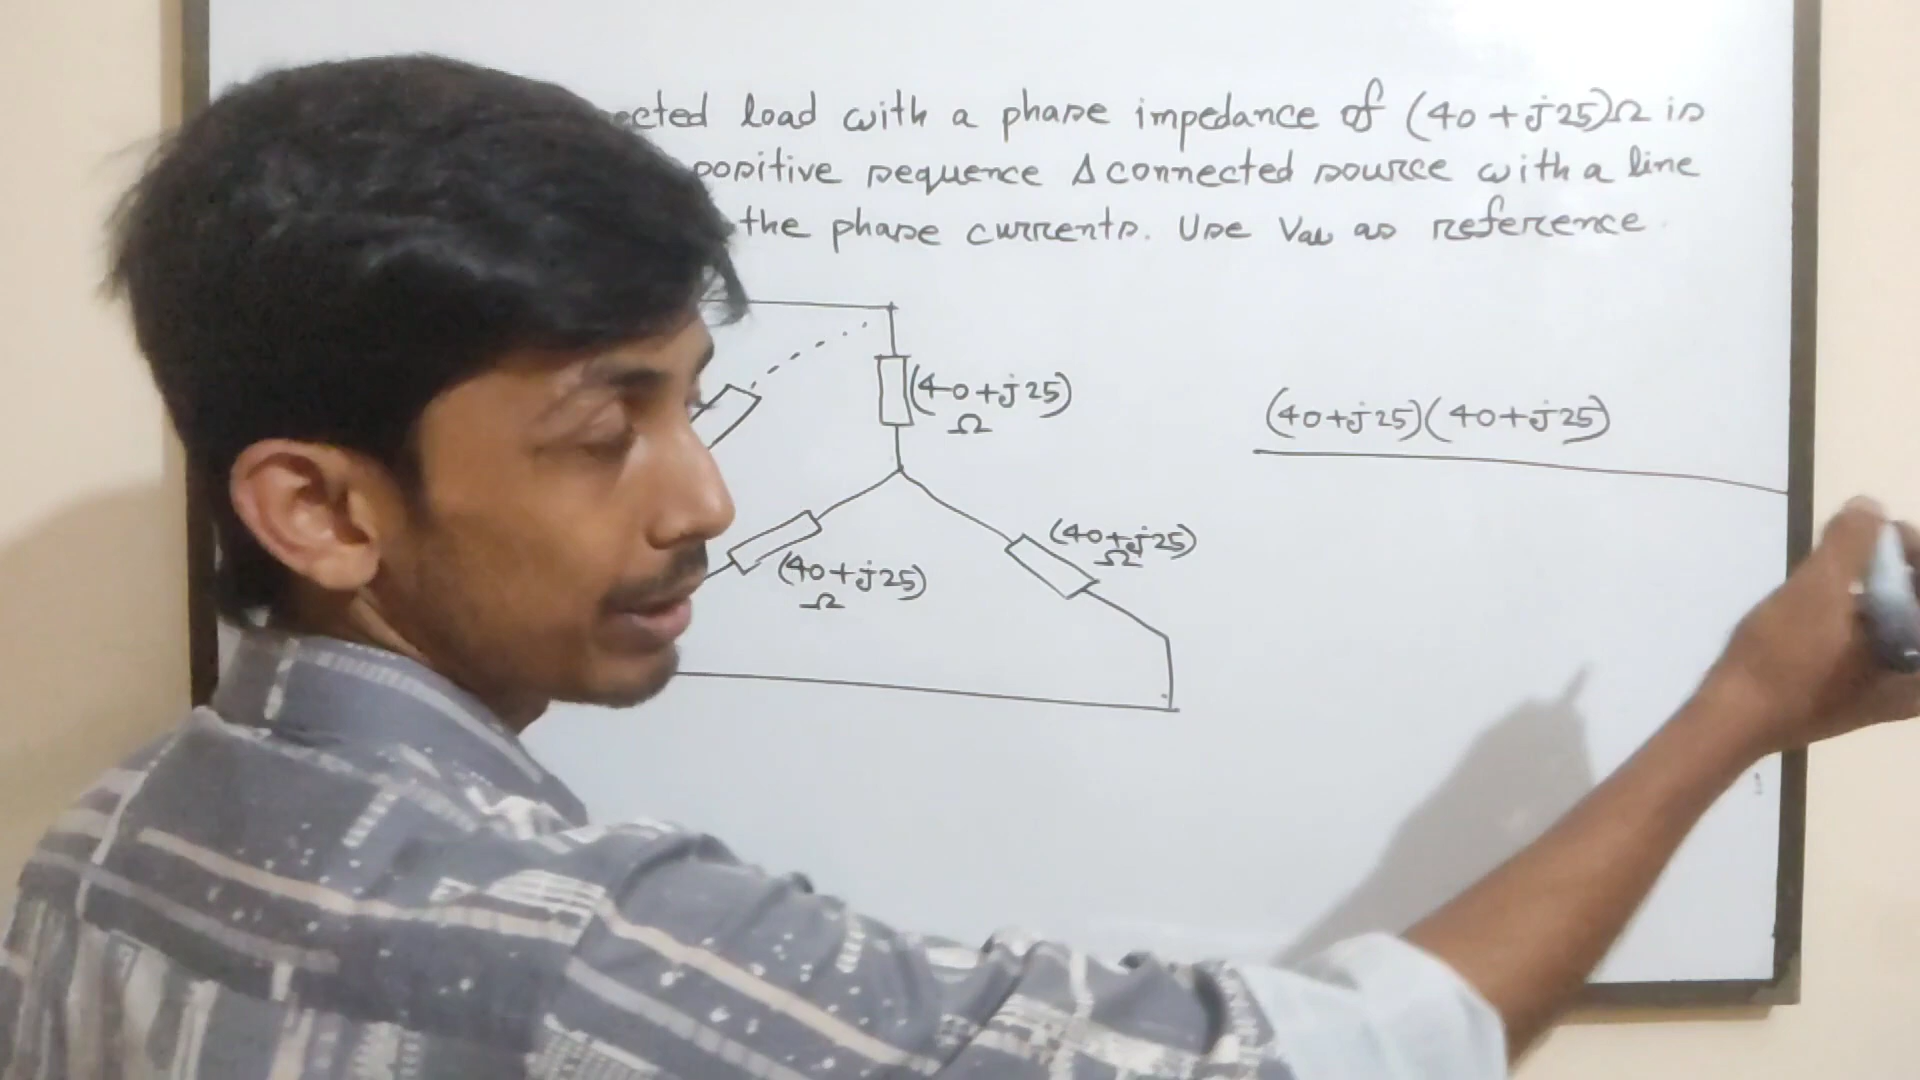 load with a phase impedance of (40+j25)Ω is
positive sequence Δ connected source with a line
the phase currents. Use Vab as reference
(40+j25)
Ω
(40+j25)(40+j25)
(40+j25)
Ω
(40+j25)
Ω